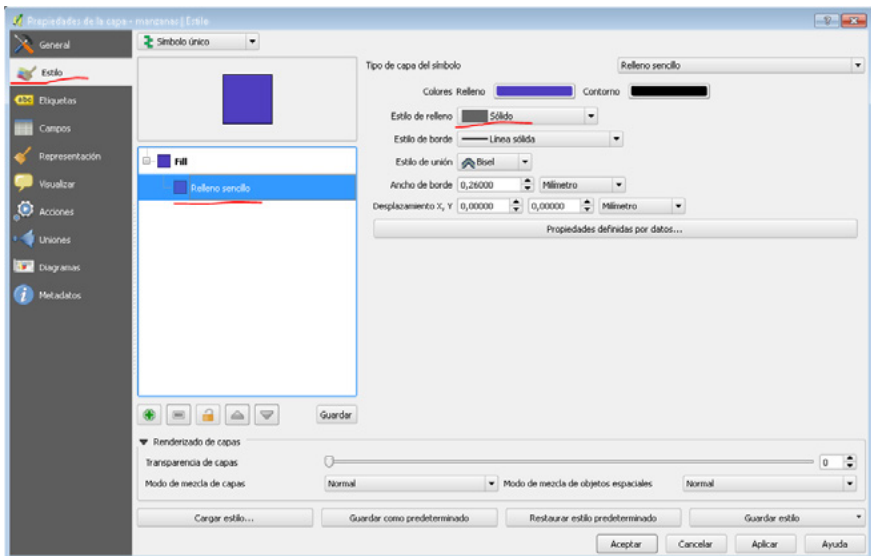 Propiedades de la capa - manzanas | Estilo
General
Estilo
Etiquetas
Campos
Representación
Visualizar
Acciones
Uniones
Diagramas
Metadatos
Símbolo único
Fill
Relleno sencillo
Guardar
Tipo de capa del símbolo Relleno sencillo
Colores Relleno Contorno
Estilo de relleno Sólido
Estilo de borde Línea sólida
Estilo de unión Bisel
Ancho de borde 0,26000 Milímetro
Desplazamiento X, Y 0,00000 0,00000 Milímetro
Propiedades definidas por datos...
Renderizado de capas
Transparencia de capas 0
Modo de mezcla de capas Normal Modo de mezcla de objetos espaciales Normal
Cargar estilo... Guardar como predeterminado Restaurar estilo predeterminado Guardar estilo
Aceptar Cancelar Aplicar Ayuda